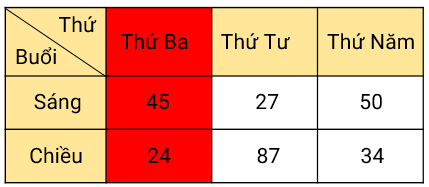 Thứ
Buổi
Thứ Ba Thứ Tư Thứ Năm
Sáng 45 27 50
Chiều 24 87 34